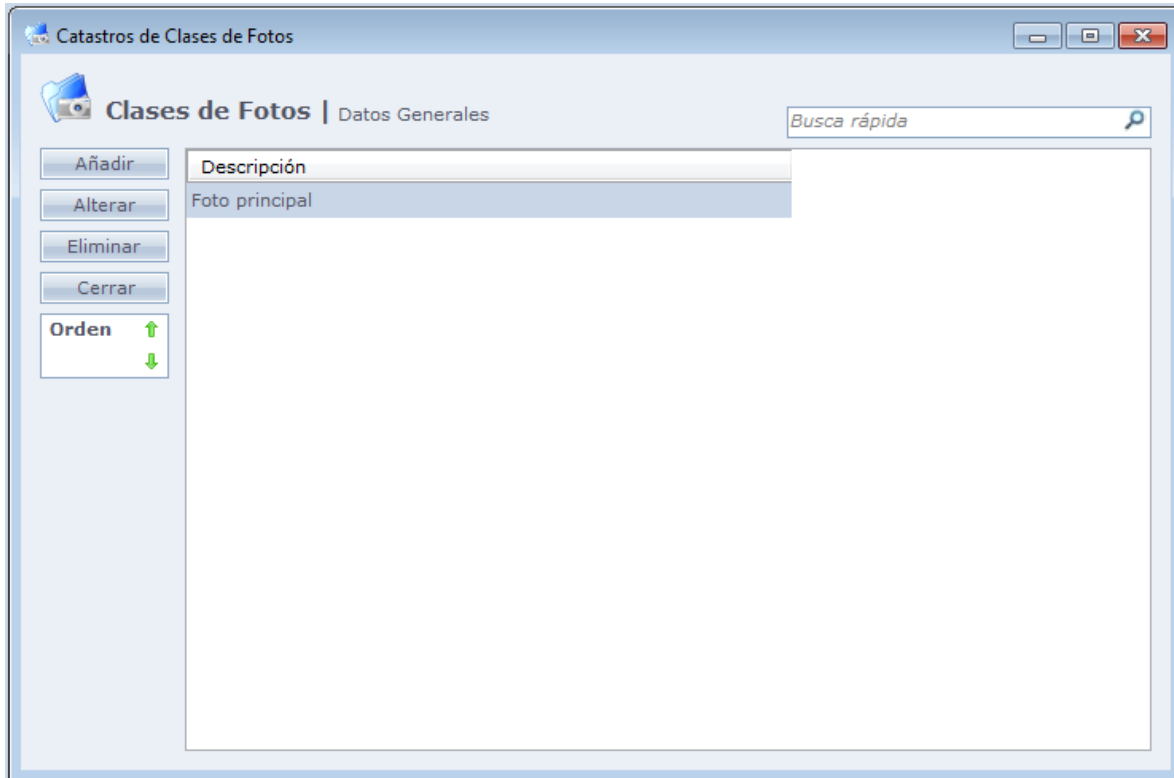 Catastros de Clases de Fotos
Clases de Fotos | Datos Generales
Busca rápida
Añadir
Alterar
Eliminar
Cerrar
Orden
Descripción
Foto principal